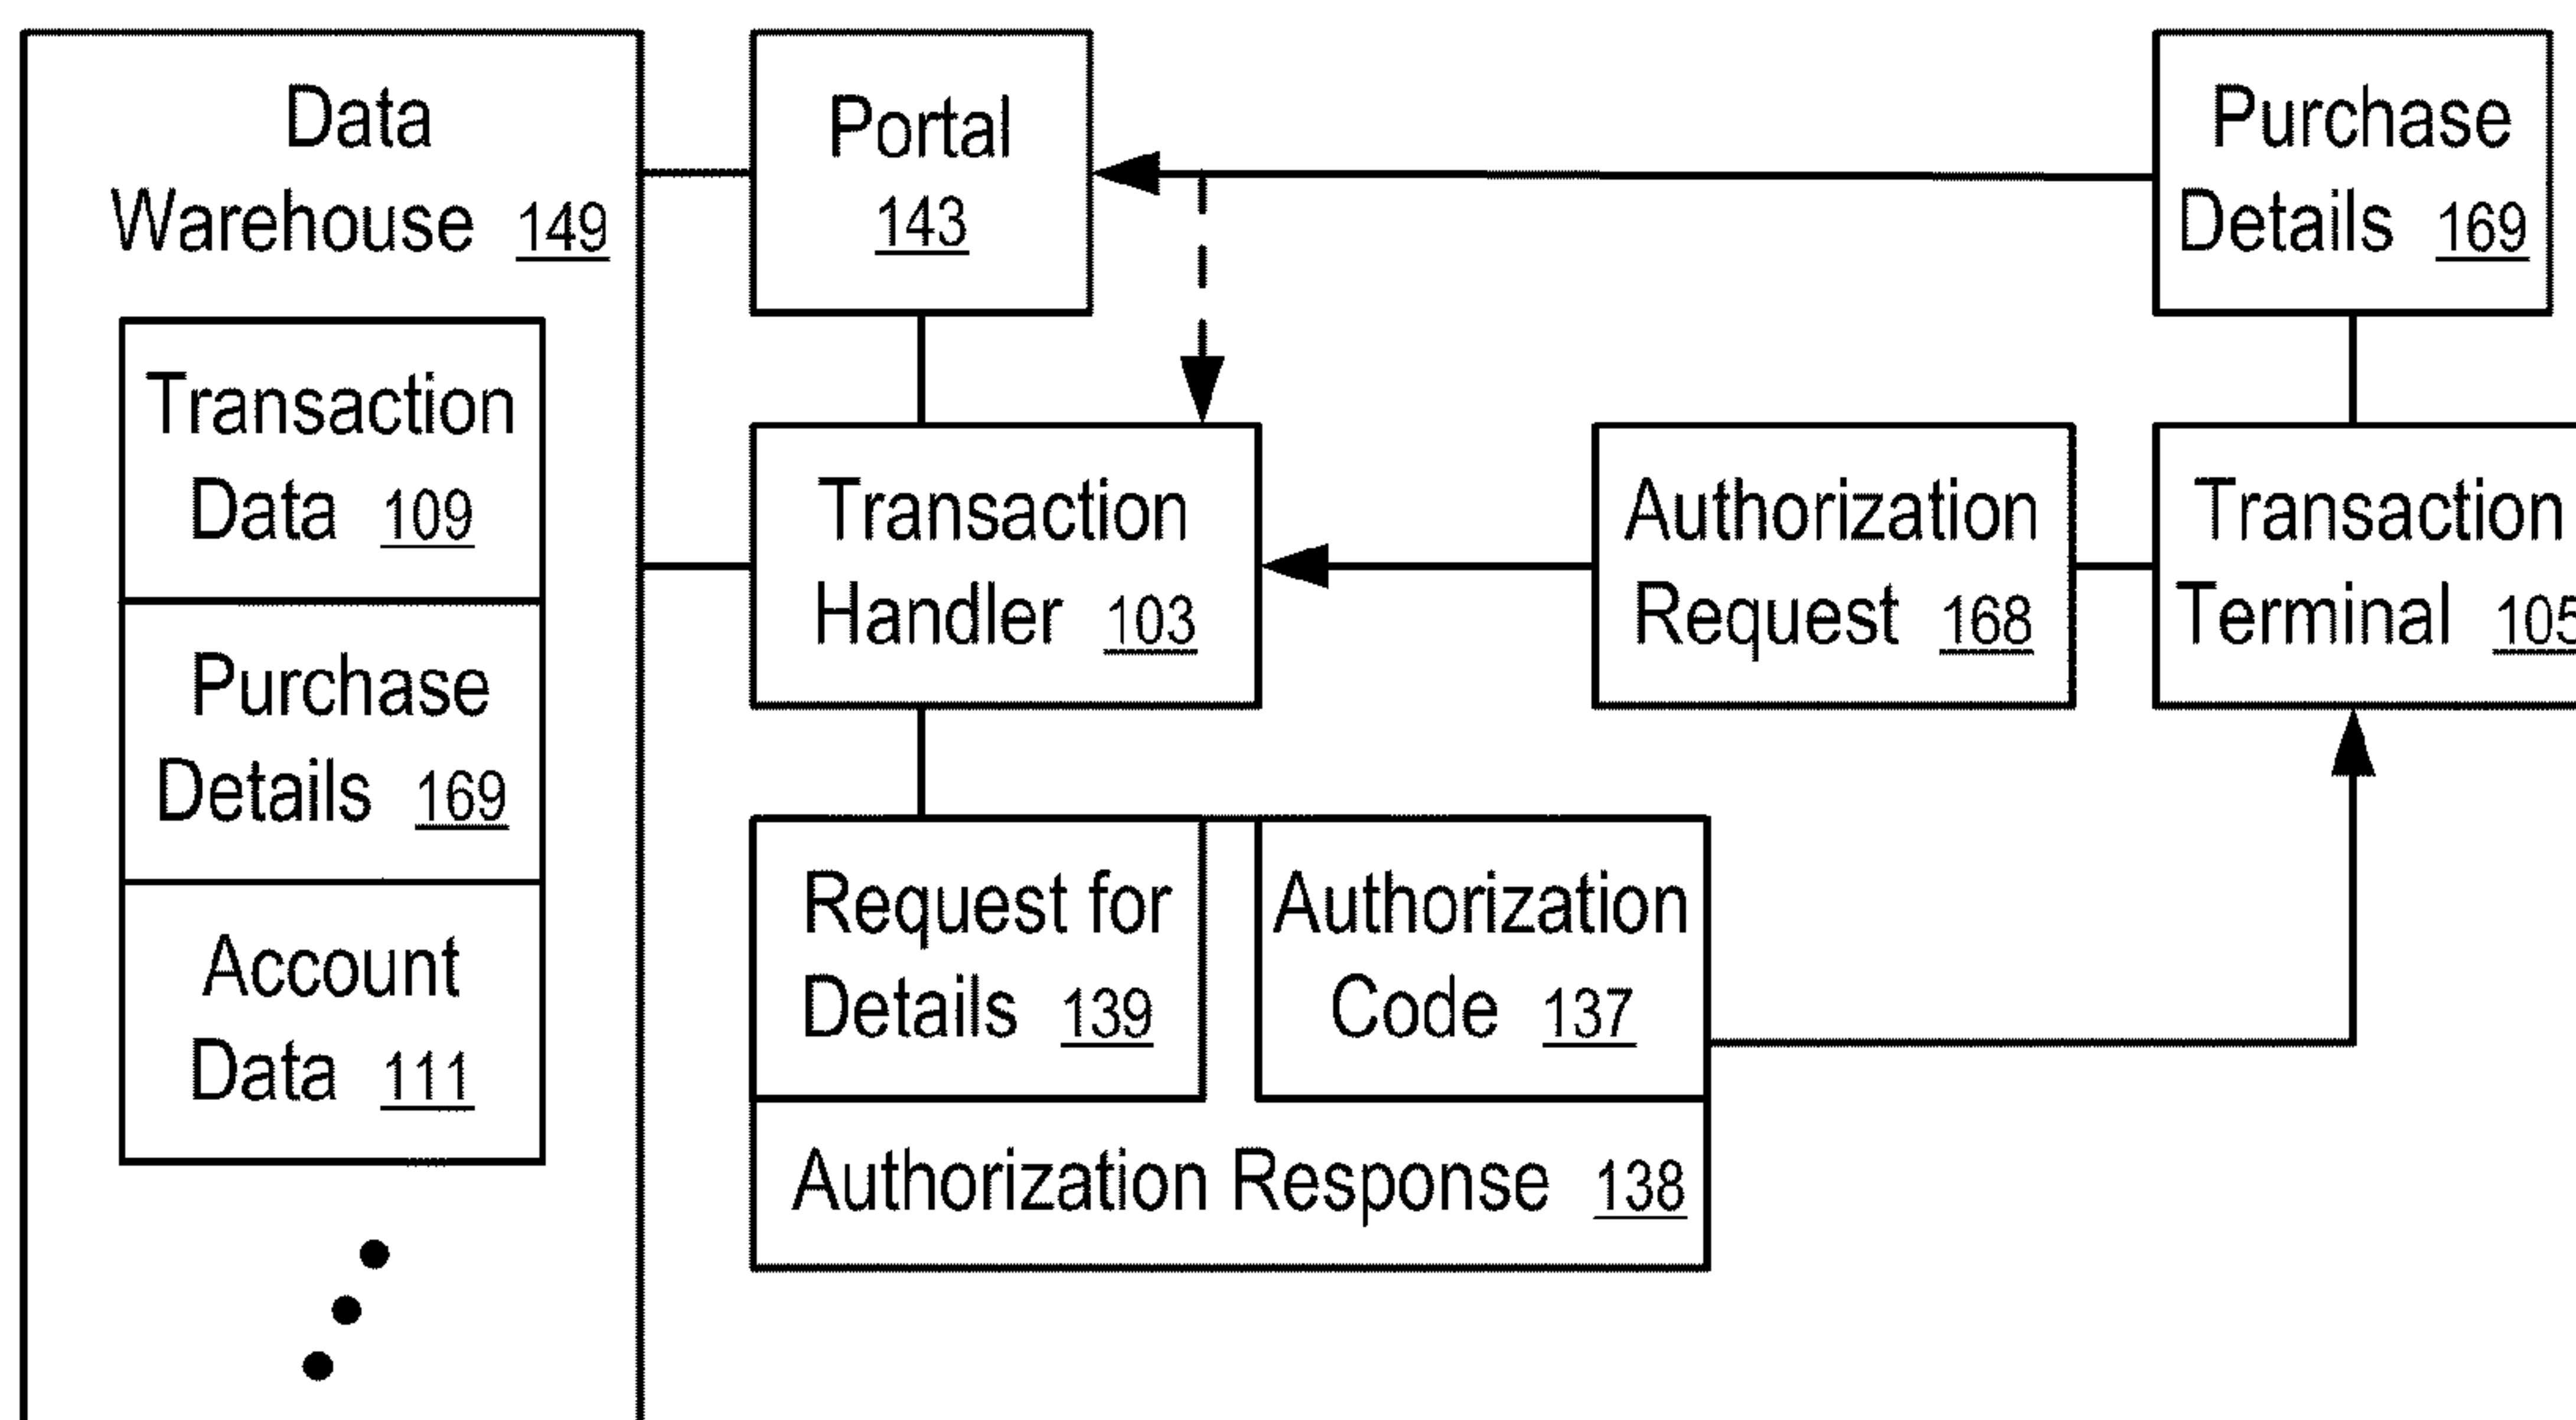 Data
Warehouse 149
Transaction
Data 109
Purchase
Details 169
Account
Data 111
Portal
143
Purchase
Details 169
Transaction
Handler 103
Authorization
Request 168
Transaction
Terminal 105
Request for
Details 139
Authorization
Code 137
Authorization Response 138